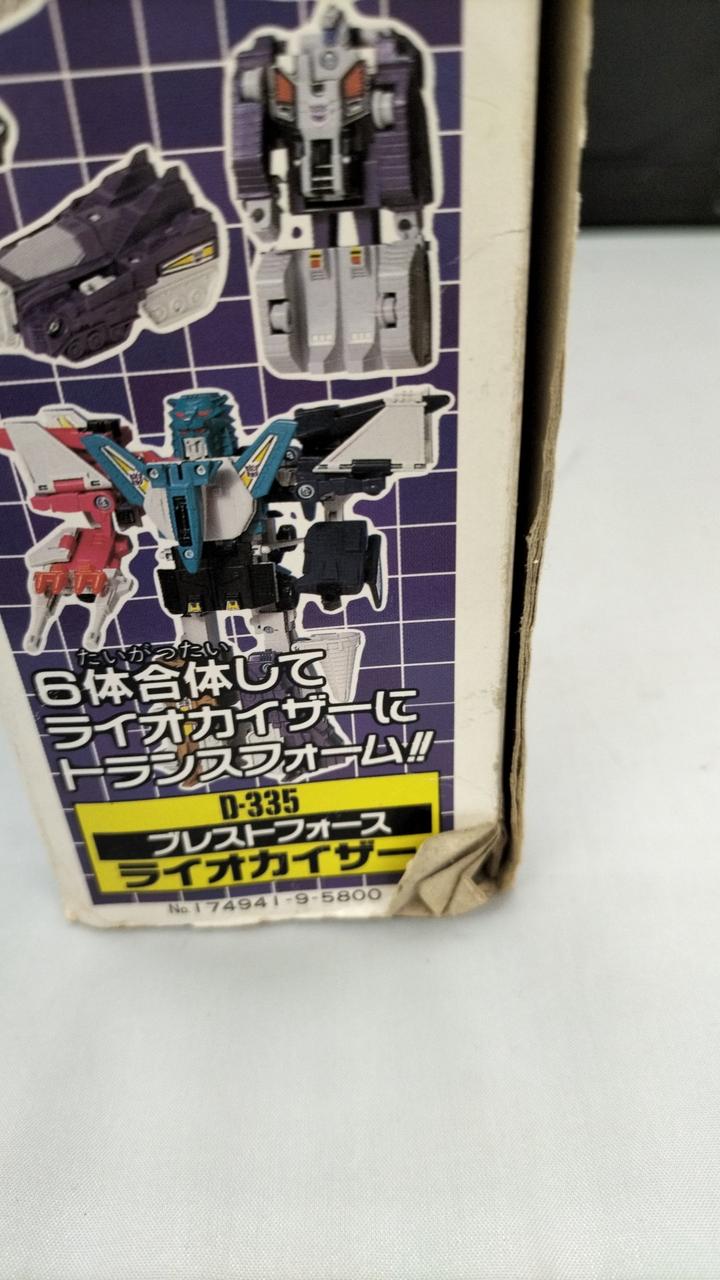 たいがったい
6体合体して
ライオカイザーに
トランスフォーム!!
D-335
ブレストフォース
ライオカイザー
No.174941-9-5800